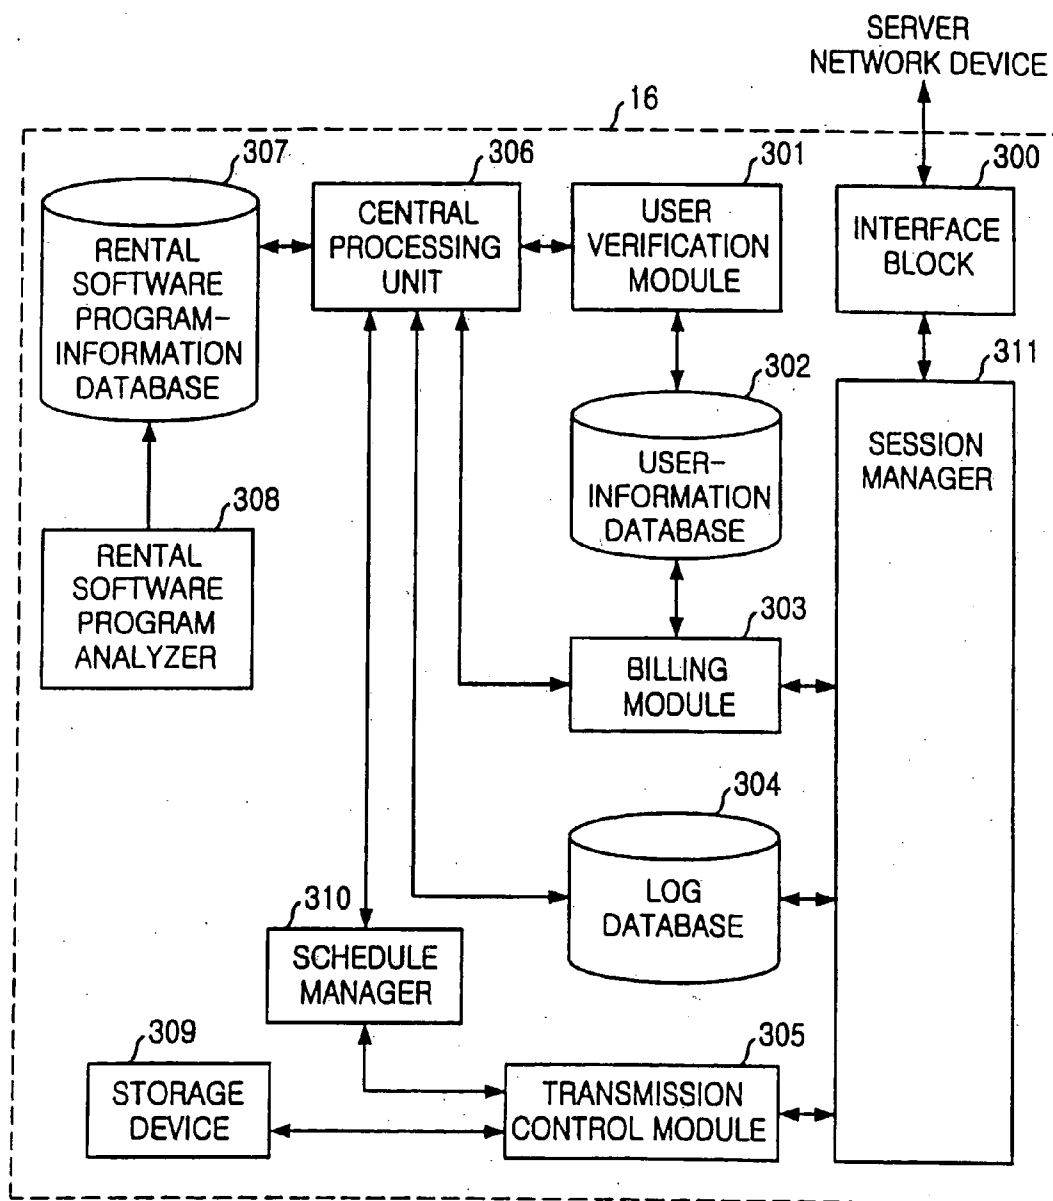 SERVER
NETWORK DEVICE
16
307
RENTAL
SOFTWARE
PROGRAM-
INFORMATION
DATABASE
306
CENTRAL
PROCESSING
UNIT
301
USER
VERIFICATION
MODULE
300
INTERFACE
BLOCK
302
USER-
INFORMATION
DATABASE
311
SESSION
MANAGER
308
RENTAL
SOFTWARE
PROGRAM
ANALYZER
303
BILLING
MODULE
304
LOG
DATABASE
310
SCHEDULE
MANAGER
309
STORAGE
DEVICE
305
TRANSMISSION
CONTROL MODULE